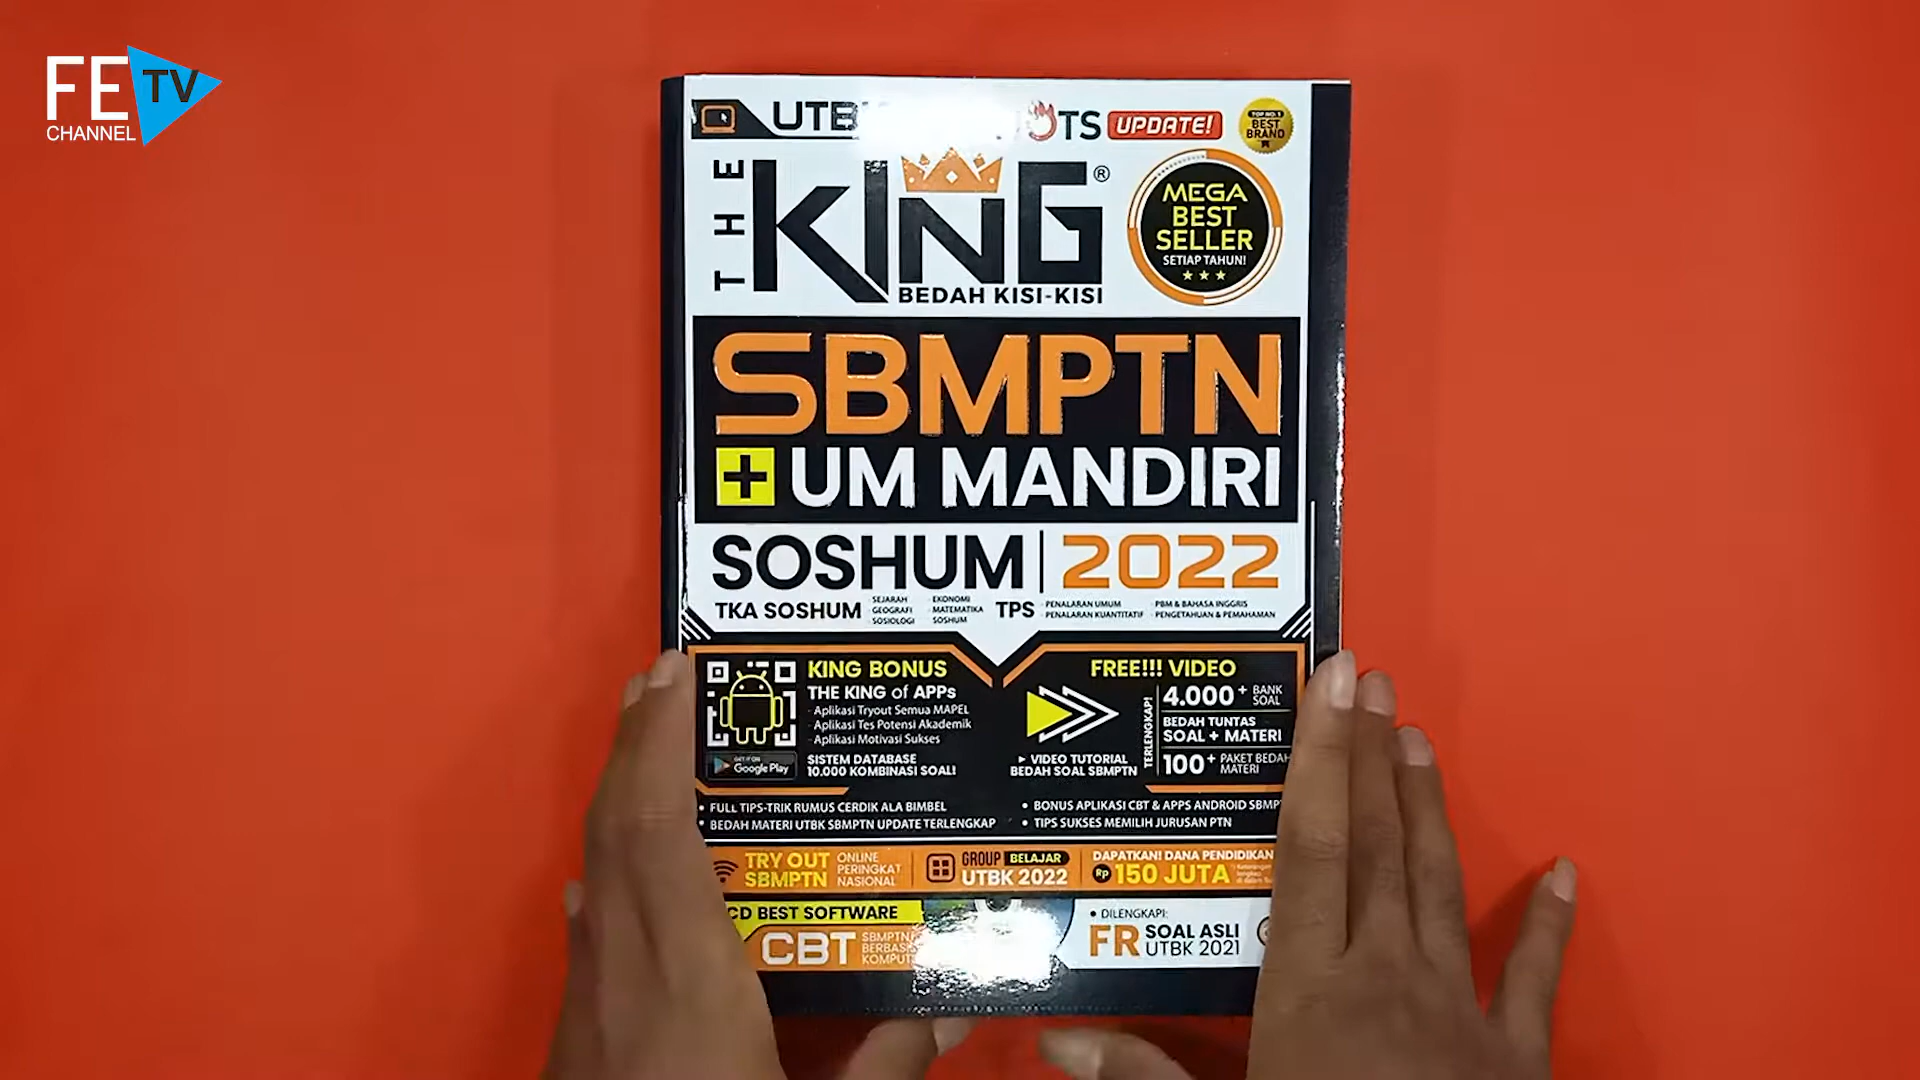 FE TV
CHANNEL
TS UPDATE!
TOP NO. 1
BEST
BRAND
THE KING®
BEDAH KISI-KISI
MEGA
BEST
SELLER
SETIAP TAHUN!
SBMPTN
+ UM MANDIRI
SOSHUM | 2022
TKA SOSHUM
SEJARAH
GEOGRAFI
SOSIOLOGI
EKONOMI
MATEMATIKA
SOSHUM
TPS
PENALARAN UMUM
PENALARAN KUANTITATIF
PBM & BAHASA INGGRIS
PENGETAHUAN & PEMAHAMAN
KING BONUS
THE KING of APPs
· Aplikasi Tryout Semua MAPEL
· Aplikasi Tes Potensi Akademik
· Aplikasi Motivasi Sukses
GET IT ON
Google Play
SISTEM DATABASE
10.000 KOMBINASI SOAL!
FREE!!! VIDEO
VIDEO TUTORIAL
BEDAH SOAL SBMPTN
TERLENGKAP!
4.000+ BANK SOAL
BEDAH TUNTAS
SOAL + MATERI
100+ PAKET BEDAH
MATERI
• FULL TIPS-TRIK RUMUS CERDIK ALA BIMBEL
• BEDAH MATERI UTBK SBMPTN UPDATE TERLENGKAP
• BONUS APLIKASI CBT & APPS ANDROID
• TIPS SUKSES MEMILIH JURUSAN PTN
TRY OUT
SBMPTN
ONLINE
PERINGKAT
NASIONAL
GROUP BELAJAR
UTBK 2022
DAPATKAN! DANA PENDIDIKAN
Rp 150 JUTA
CD BEST SOFTWARE
CBT
SBMPTN
• DILENGKAPI:
FR SOAL ASLI
UTBK 2021